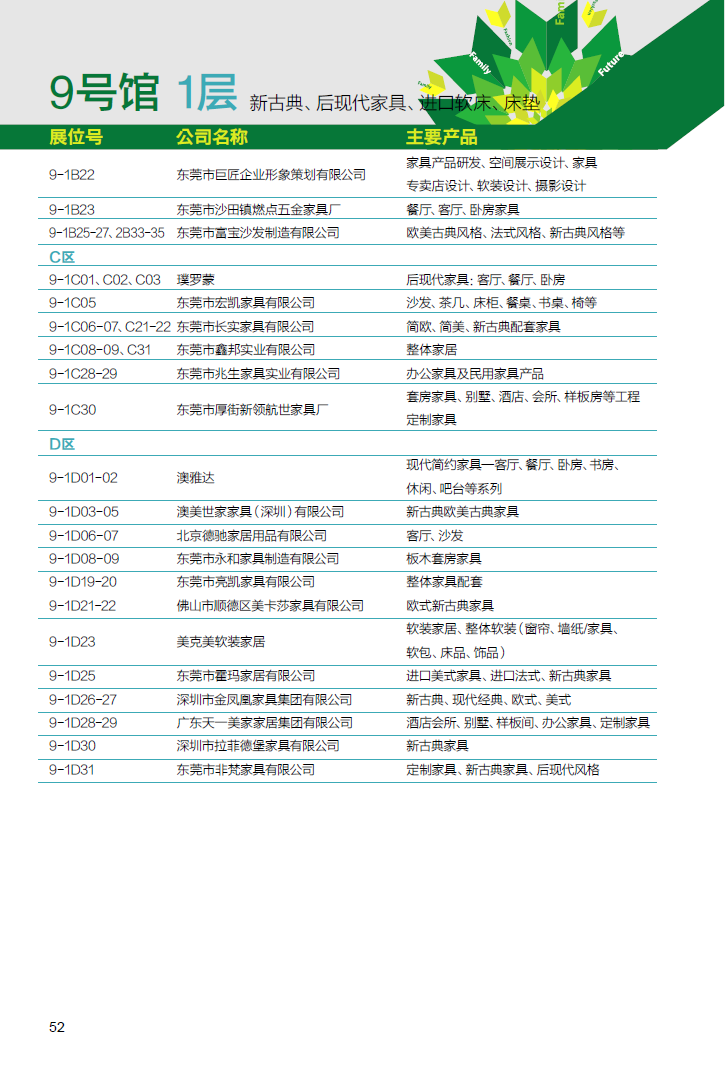 Family
Fashion
Family
Family
Future
9号馆 1层 新古典、后现代家具、进口软床、床垫
展位号 公司名称 主要产品
9-1B22 东莞市巨匠企业形象策划有限公司 家具产品研发、空间展示设计、家具
专卖店设计、软装设计、摄影设计
9-1B23 东莞市沙田镇燃点五金家具厂 餐厅、客厅、卧房家具
9-1B25-27、2B33-35 东莞市富宝沙发制造有限公司 欧美古典风格、法式风格、新古典风格等
C区
9-1C01、C02、C03 璞罗蒙 后现代家具：客厅、餐厅、卧房
9-1C05 东莞市宏凯家具有限公司 沙发、茶几、床柜、餐桌、书桌、椅等
9-1C06-07、C21-22 东莞市长实家具有限公司 简欧、简美、新古典配套家具
9-1C08-09、C31 东莞市鑫邦实业有限公司 整体家居
9-1C28-29 东莞市兆生家具实业有限公司 办公家具及民用家具产品
9-1C30 东莞市厚街新领航世家具厂 套房家具、别墅、酒店、会所、样板房等工程
定制家具
D区
9-1D01-02 澳雅达 现代简约家具—客厅、餐厅、卧房、书房、
休闲、吧台等系列
9-1D03-05 澳美世家家具（深圳）有限公司 新古典欧美古典家具
9-1D06-07 北京德驰家居用品有限公司 客厅、沙发
9-1D08-09 东莞市永和家具制造有限公司 板木套房家具
9-1D19-20 东莞市亮凯家具有限公司 整体家具配套
9-1D21-22 佛山市顺德区美卡莎家具有限公司 欧式新古典家具
9-1D23 美克美软装家居 软装家居、整体软装（窗帘、墙纸/家具、
软包、床品、饰品）
9-1D25 东莞市霍玛家居有限公司 进口美式家具、进口法式、新古典家具
9-1D26-27 深圳市金凤凰家具集团有限公司 新古典、现代经典、欧式、美式
9-1D28-29 广东天一美家家居集团有限公司 酒店会所、别墅、样板间、办公家具、定制家具
9-1D30 深圳市拉菲德堡家具有限公司 新古典家具
9-1D31 东莞市非梵家具有限公司 定制家具、新古典家具、后现代风格
52